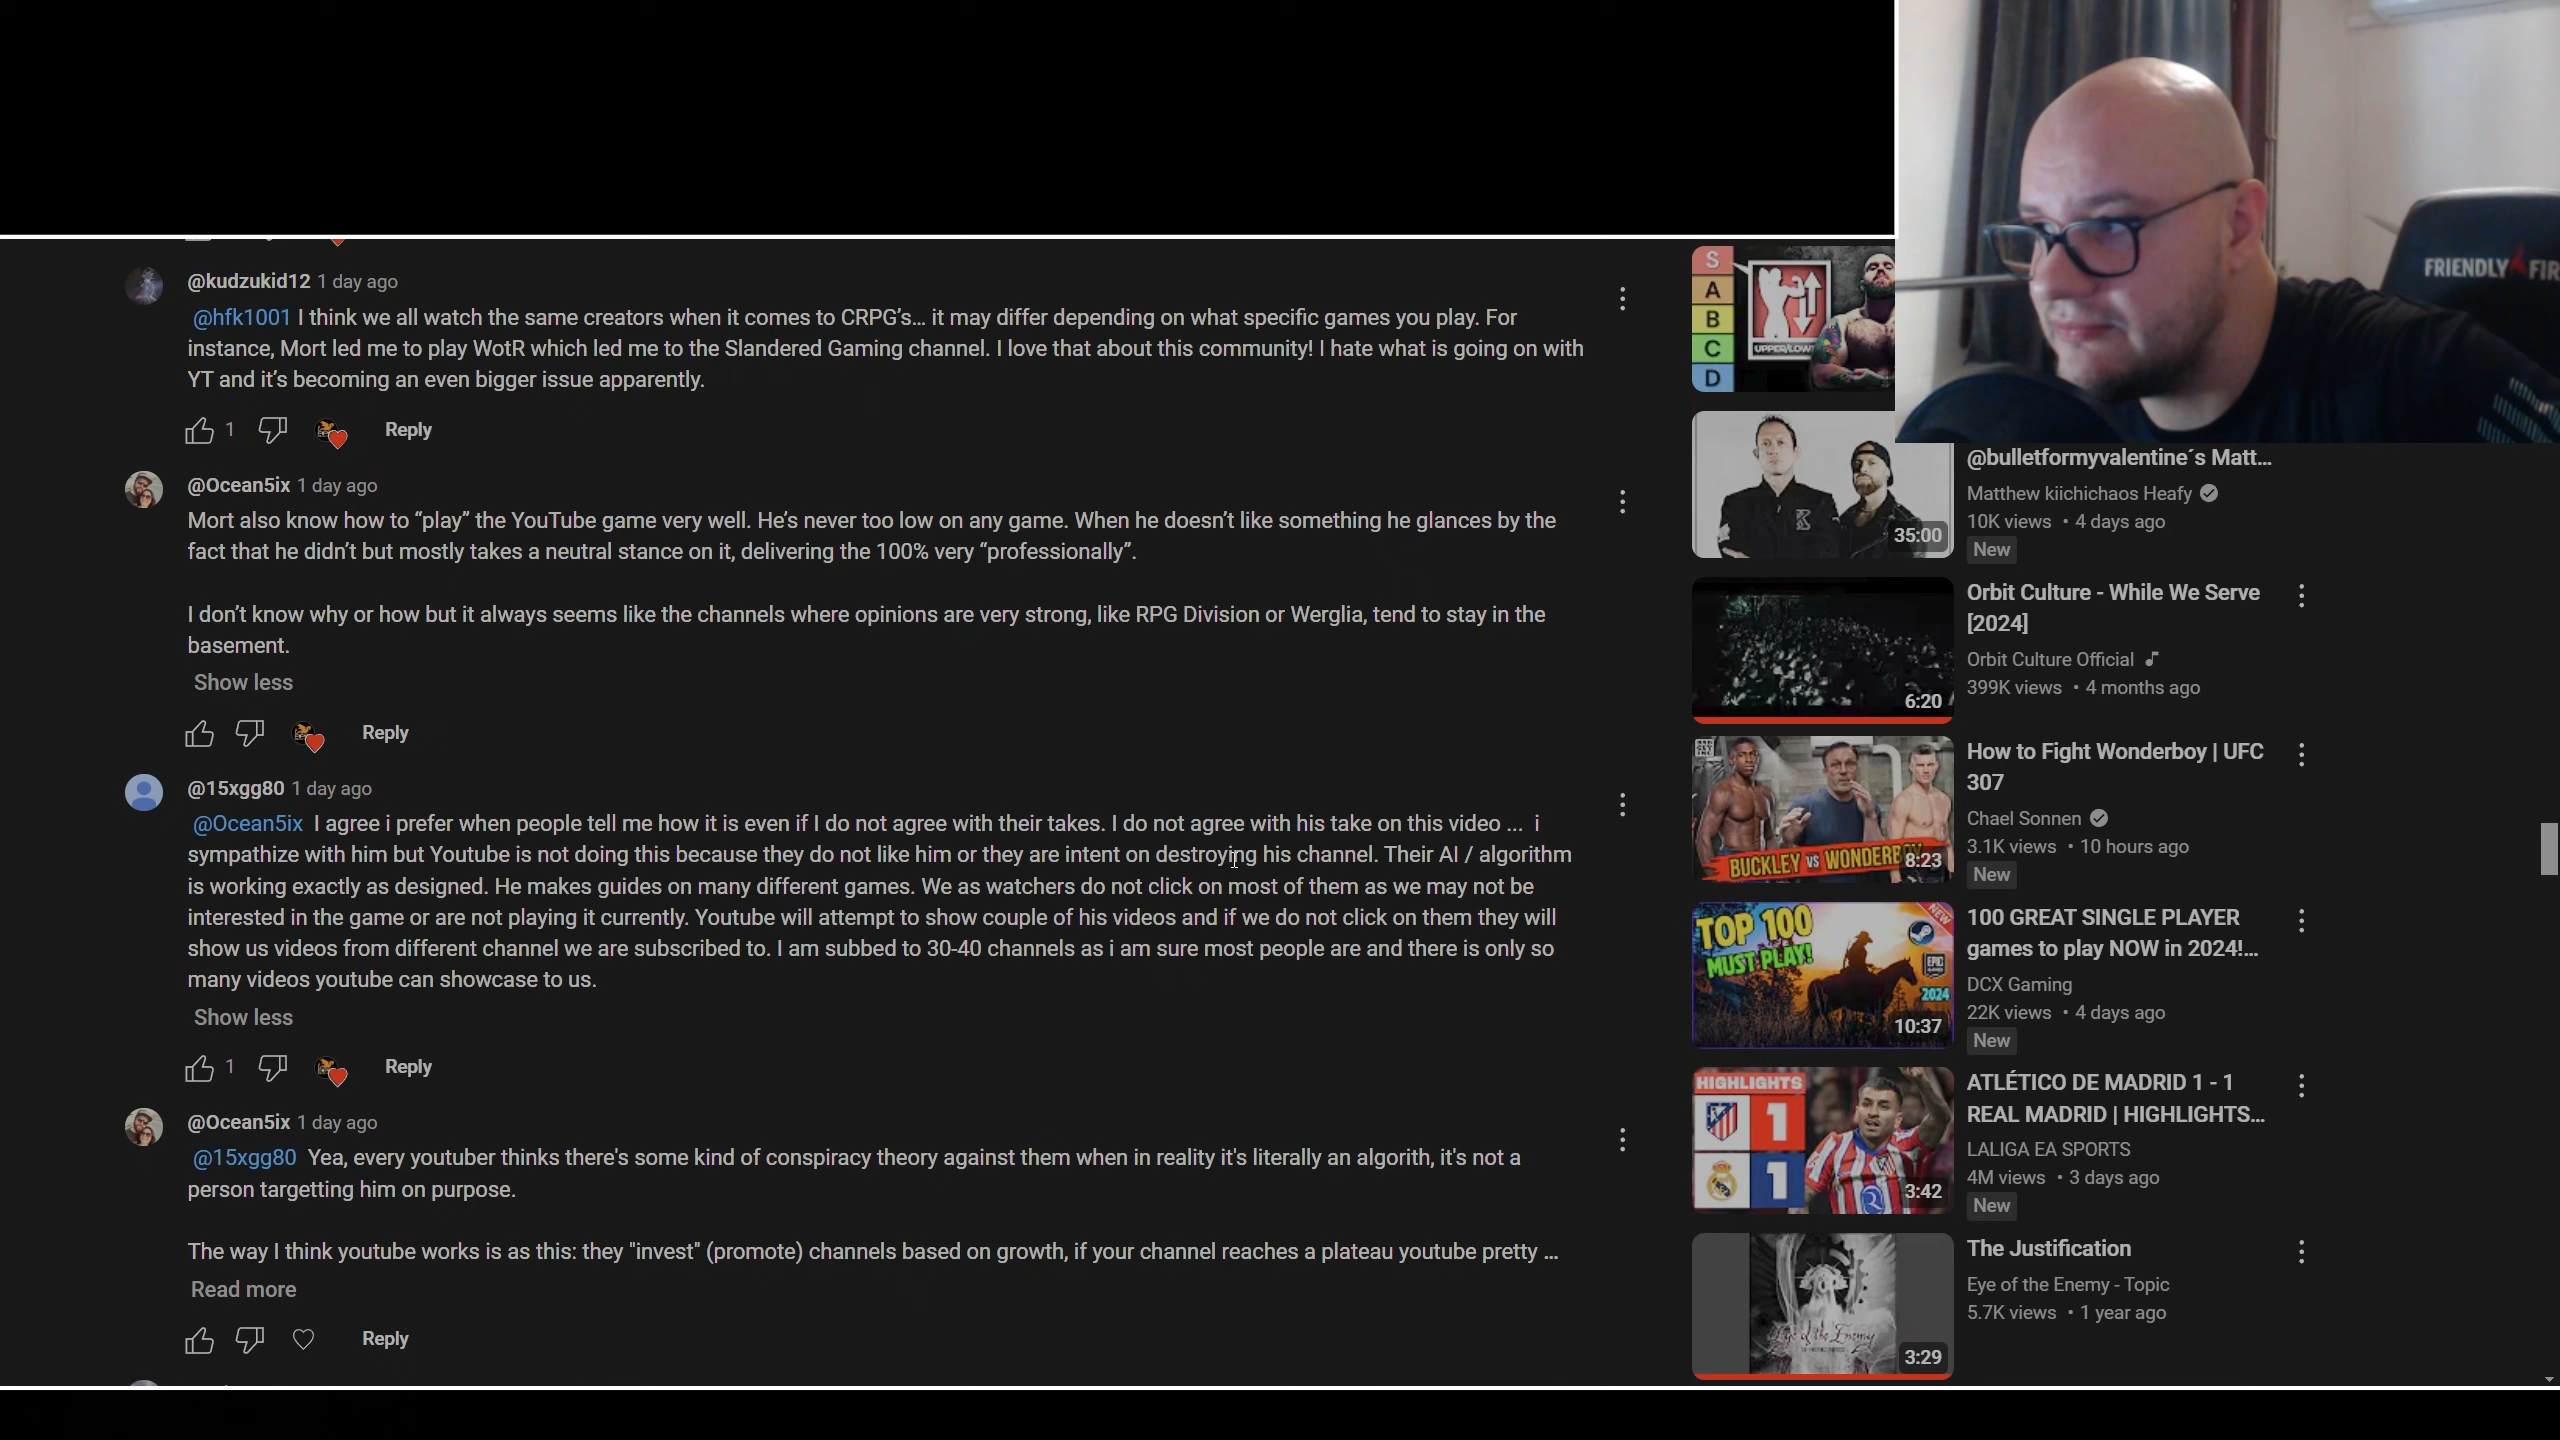 @kudzukid12 1 day ago
@hfk1001 I think we all watch the same creators when it comes to CRPG’s… it may differ depending on what specific games you play. For
instance, Mort led me to play WotR which led me to the Slandered Gaming channel. I love that about this community! I hate what is going on with
YT and it’s becoming an even bigger issue apparently.
1
Reply
@Ocean5ix 1 day ago
Mort also know how to “play” the YouTube game very well. He’s never too low on any game. When he doesn’t like something he glances by the
fact that he didn’t but mostly takes a neutral stance on it, delivering the 100% very “professionally”.
I don’t know why or how but it always seems like the channels where opinions are very strong, like RPG Division or Werglia, tend to stay in the
basement.
Show less
Reply
@15xgg80 1 day ago
@Ocean5ix I agree i prefer when people tell me how it is even if I do not agree with their takes. I do not agree with his take on this video ... i
sympathize with him but Youtube is not doing this because they do not like him or they are intent on destroying his channel. Their AI / algorithm
is working exactly as designed. He makes guides on many different games. We as watchers do not click on most of them as we may not be
interested in the game or are not playing it currently. Youtube will attempt to show couple of his videos and if we do not click on them they will
show us videos from different channel we are subscribed to. I am subbed to 30-40 channels as i am sure most people are and there is only so
many videos youtube can showcase to us.
Show less
1
Reply
@Ocean5ix 1 day ago
@15xgg80 Yea, every youtuber thinks there's some kind of conspiracy theory against them when in reality it's literally an algorith, it's not a
person targetting him on purpose.
The way I think youtube works is as this: they "invest" (promote) channels based on growth, if your channel reaches a plateau youtube pretty ...
Read more
Reply
FRIENDLY FIR
S
A
B
C
D
UPPER/LOW
35:00
@bulletformyvalentine´s Matt...
Matthew kiichichaos Heafy
10K views • 4 days ago
New
6:20
Orbit Culture - While We Serve
[2024]
Orbit Culture Official
399K views • 4 months ago
BUCKLEY VS WONDERBOY
8:23
How to Fight Wonderboy | UFC
307
Chael Sonnen
3.1K views • 10 hours ago
New
TOP 100
MUST PLAY!
NEW
EPIC
2024
10:37
100 GREAT SINGLE PLAYER
games to play NOW in 2024!...
DCX Gaming
22K views • 4 days ago
New
HIGHLIGHTS
1
1
3:42
ATLÉTICO DE MADRID 1 - 1
REAL MADRID | HIGHLIGHTS...
LALIGA EA SPORTS
4M views • 3 days ago
New
Eye of the Enemy
3:29
The Justification
Eye of the Enemy - Topic
5.7K views • 1 year ago